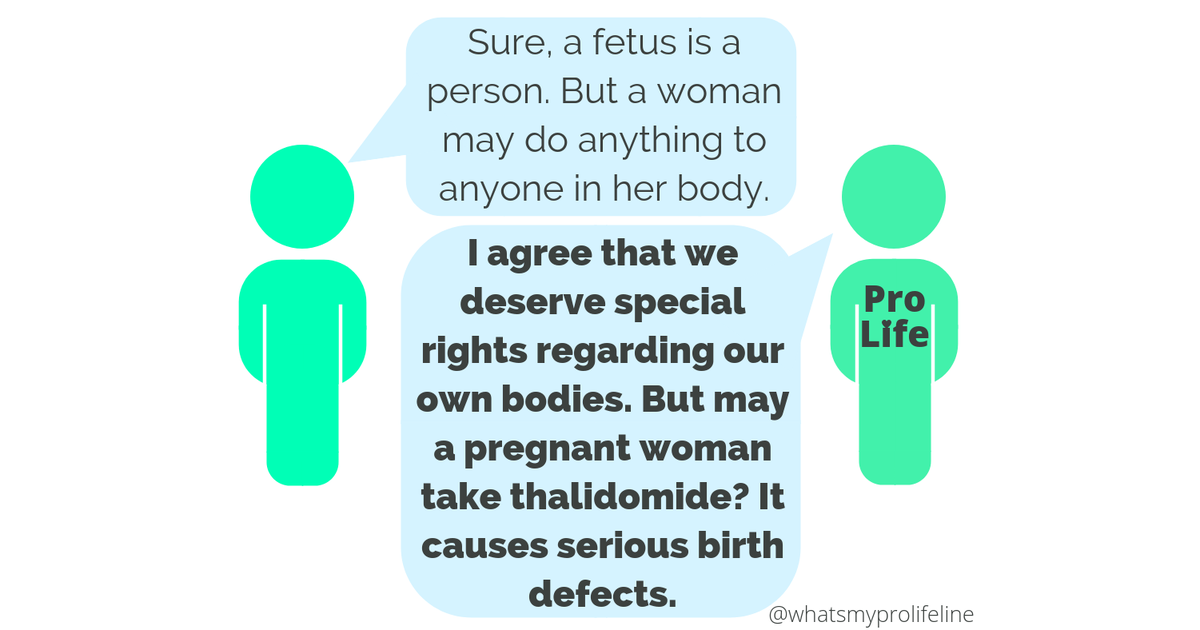 Sure, a fetus is a
person. But a woman
may do anything to
anyone in her body.
I agree that we
deserve special
rights regarding our
own bodies. But may
a pregnant woman
take thalidomide? It
causes serious birth
defects.
Pro
Life
@whatsmyprolifeline